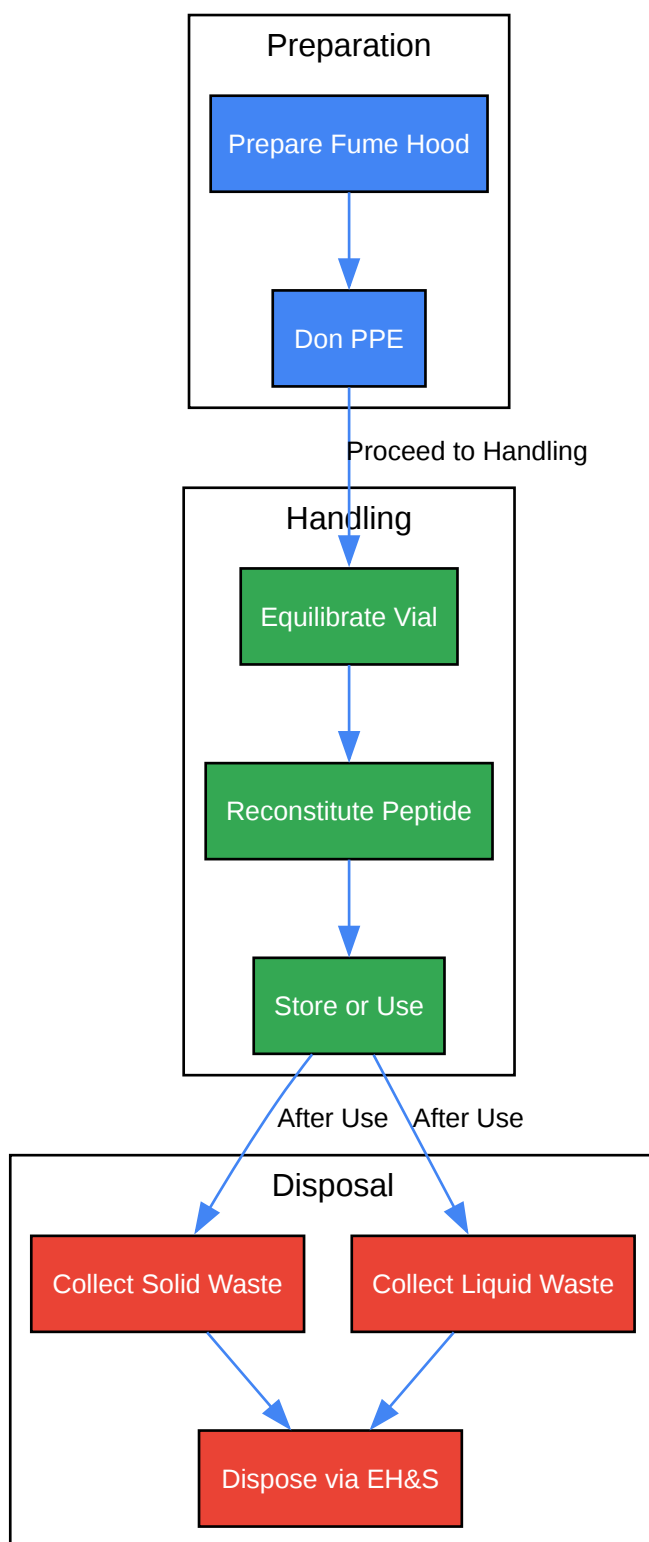 Preparation
Prepare Fume Hood
Don PPE
Proceed to Handling
Handling
Equilibrate Vial
Reconstitute Peptide
Store or Use
After Use
After Use
Disposal
Collect Solid Waste
Collect Liquid Waste
Dispose via EH&S